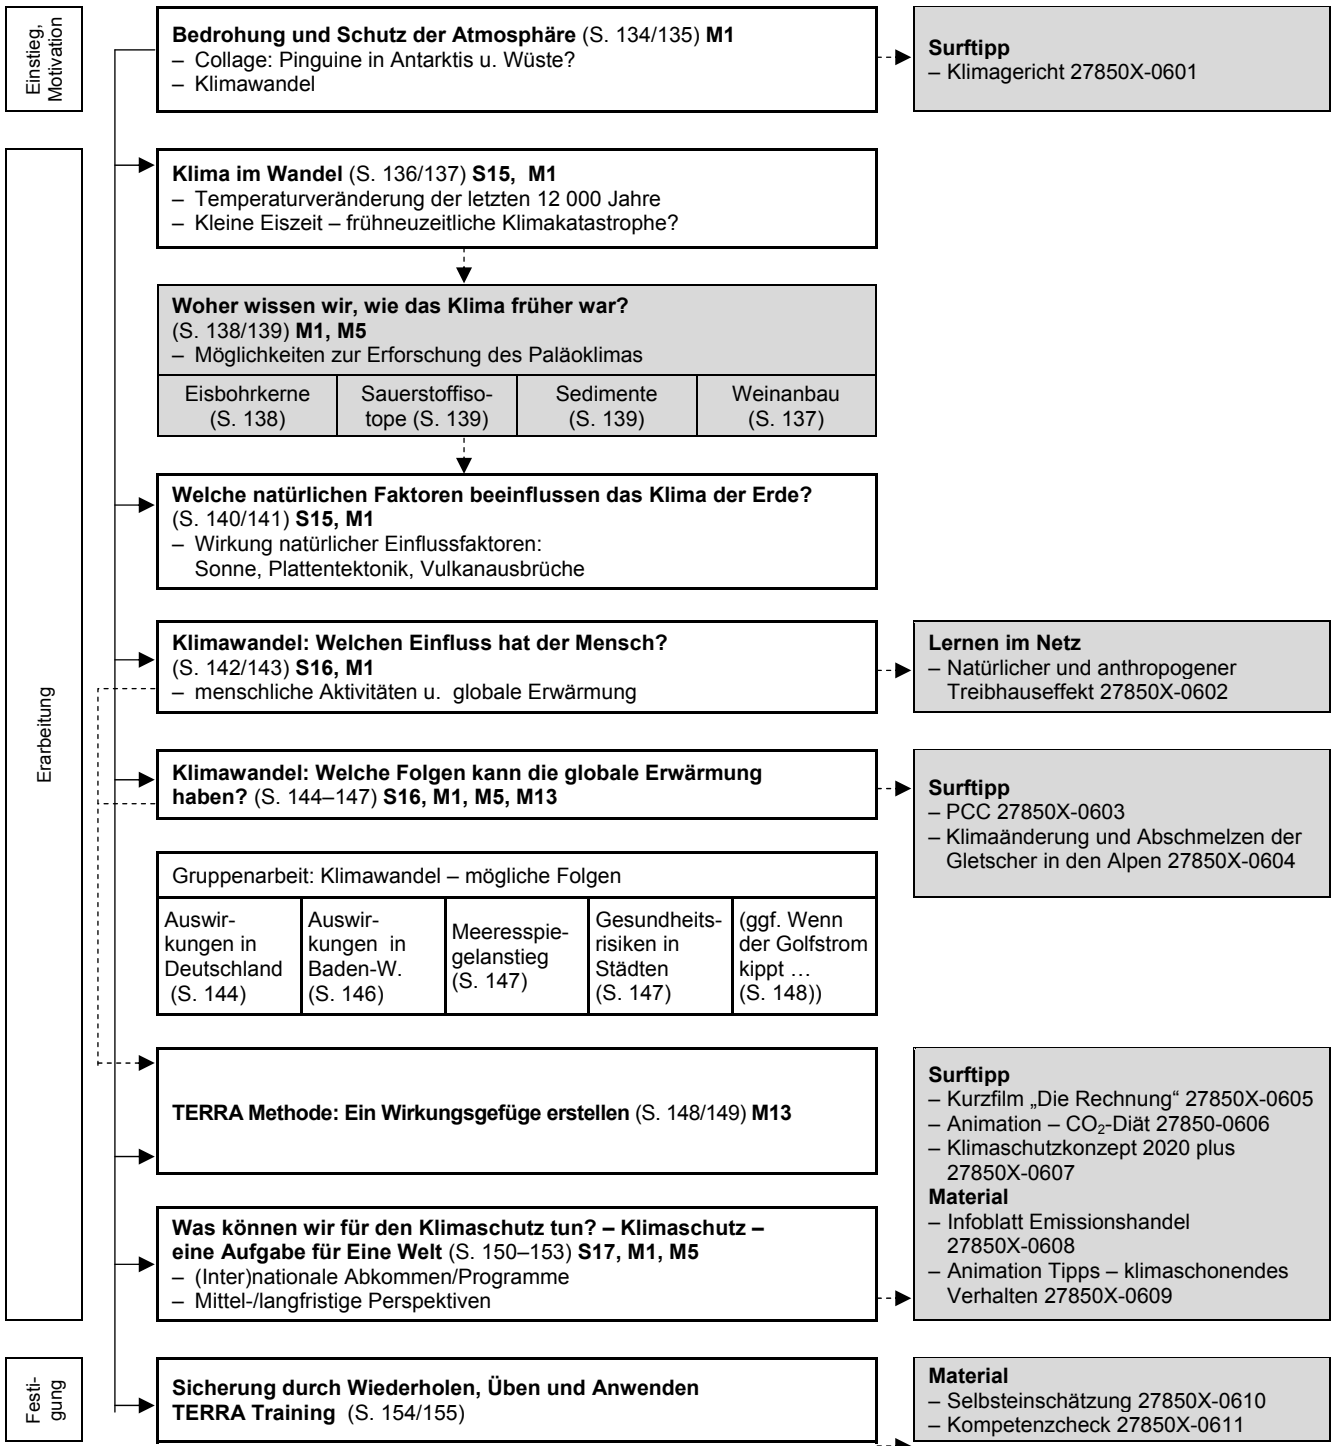 Einstieg,
Motivation
Bedrohung und Schutz der Atmosphäre (S. 134/135) M1
– Collage: Pinguine in Antarktis u. Wüste?
– Klimawandel
Surftipp
– Klimagericht 27850X-0601
Erarbeitung
Klima im Wandel (S. 136/137) S15, M1
– Temperaturveränderung der letzten 12 000 Jahre
– Kleine Eiszeit – frühneuzeitliche Klimakatastrophe?
Woher wissen wir, wie das Klima früher war?
(S. 138/139) M1, M5
– Möglichkeiten zur Erforschung des Paläoklimas
Eisbohrkerne
(S. 138)
Sauerstoffiso-
tope (S. 139)
Sedimente
(S. 139)
Weinanbau
(S. 137)
Welche natürlichen Faktoren beeinflussen das Klima der Erde?
(S. 140/141) S15, M1
– Wirkung natürlicher Einflussfaktoren:
Sonne, Plattentektonik, Vulkanausbrüche
Klimawandel: Welchen Einfluss hat der Mensch?
(S. 142/143) S16, M1
– menschliche Aktivitäten u. globale Erwärmung
Lernen im Netz
– Natürlicher und anthropogener
Treibhauseffekt 27850X-0602
Klimawandel: Welche Folgen kann die globale Erwärmung
haben? (S. 144–147) S16, M1, M5, M13
Surftipp
– PCC 27850X-0603
– Klimaänderung und Abschmelzen der
Gletscher in den Alpen 27850X-0604
Gruppenarbeit: Klimawandel – mögliche Folgen
Auswir-
kungen in
Deutschland
(S. 144)
Auswir-
kungen in
Baden-W.
(S. 146)
Meeresspie-
gelanstieg
(S. 147)
Gesundheits-
risiken in
Städten
(S. 147)
(ggf. Wenn
der Golfstrom
kippt …
(S. 148))
TERRA Methode: Ein Wirkungsgefüge erstellen (S. 148/149) M13
Surftipp
– Kurzfilm „Die Rechnung“ 27850X-0605
– Animation – CO₂-Diät 27850-0606
– Klimaschutzkonzept 2020 plus
27850X-0607
Material
– Infoblatt Emissionshandel
27850X-0608
– Animation Tipps – klimaschonendes
Verhalten 27850X-0609
Was können wir für den Klimaschutz tun? – Klimaschutz –
eine Aufgabe für Eine Welt (S. 150–153) S17, M1, M5
– (Inter)nationale Abkommen/Programme
– Mittel-/langfristige Perspektiven
Festi-
gung
Sicherung durch Wiederholen, Üben und Anwenden
TERRA Training (S. 154/155)
Material
– Selbsteinschätzung 27850X-0610
– Kompetenzcheck 27850X-0611